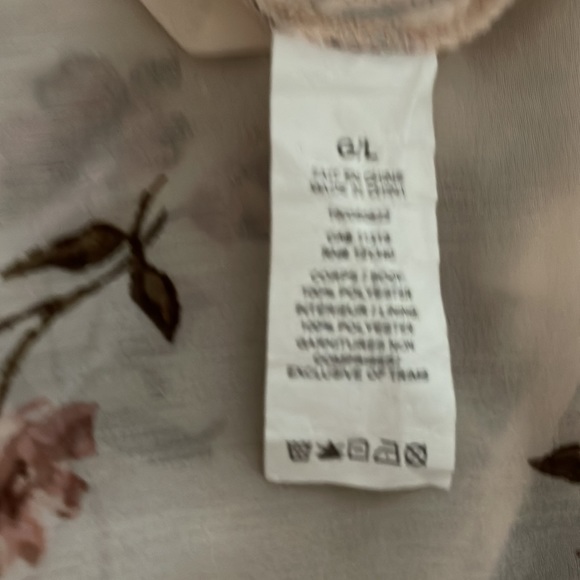 G/L
FAIT EN CHINE
MADE IN CHINA
CORPS / BODY
100% POLYESTER
INTERIEUR / LINING
100% POLYESTER
GARNITURES NON
COMPRISES /
EXCLUSIVE OF TRIMS